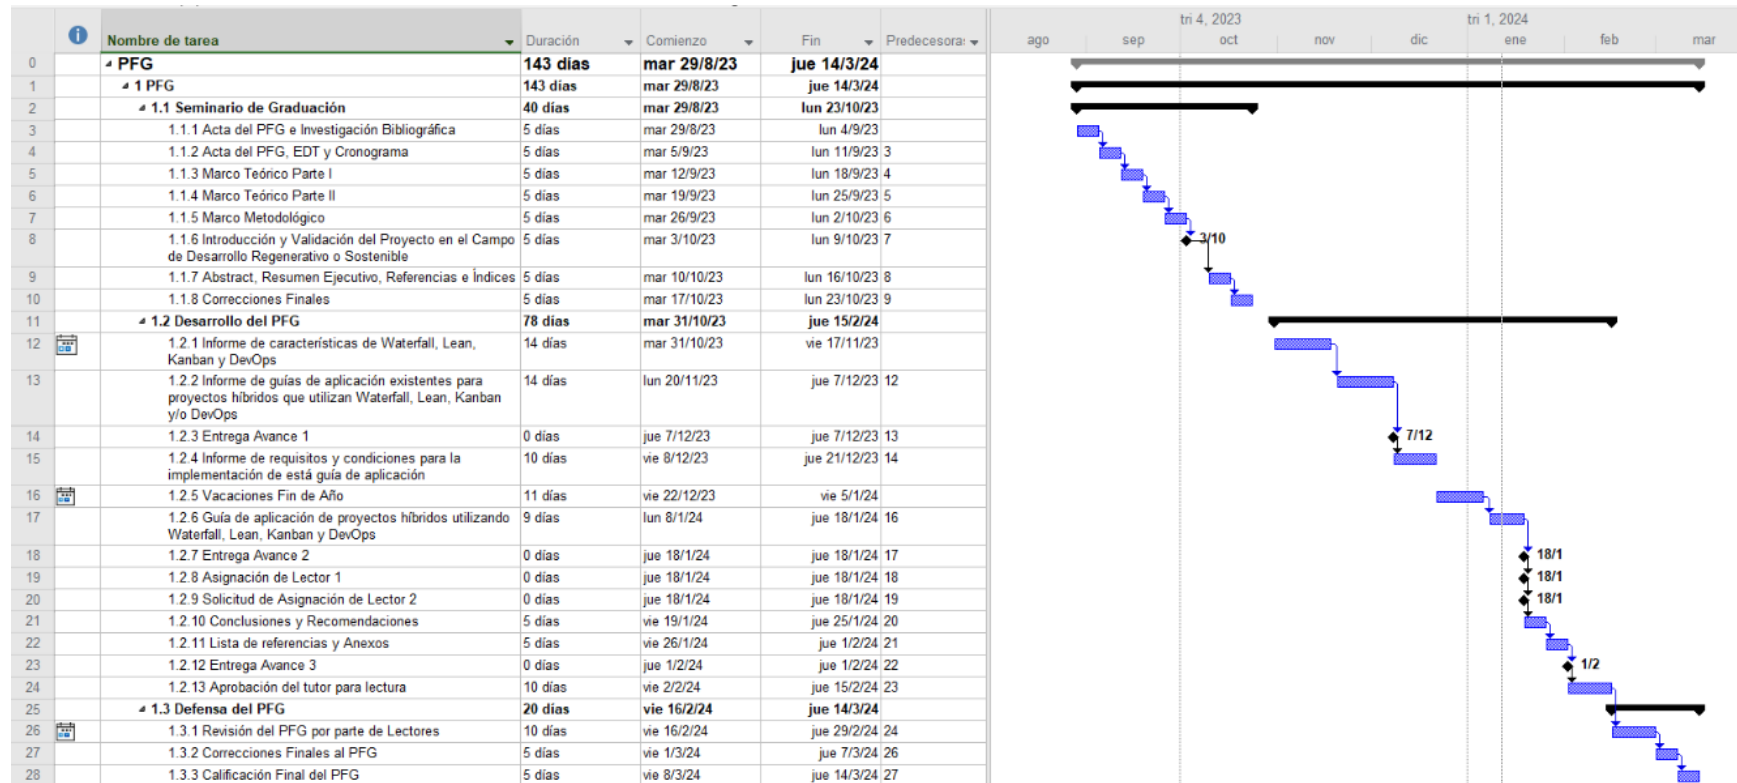 tri 4, 2023 tri 1, 2024
Nombre de tarea Duración Comienzo Fin Predecesoras ago sep oct nov dic ene feb mar
0 PFG 143 días mar 29/8/23 jue 14/3/24
1 1 PFG 143 días mar 29/8/23 jue 14/3/24
2 1.1 Seminario de Graduación 40 días mar 29/8/23 lun 23/10/23
3 1.1.1 Acta del PFG e Investigación Bibliográfica 5 días mar 29/8/23 lun 4/9/23
4 1.1.2 Acta del PFG, EDT y Cronograma 5 días mar 5/9/23 lun 11/9/23 3
5 1.1.3 Marco Teórico Parte I 5 días mar 12/9/23 lun 18/9/23 4
6 1.1.4 Marco Teórico Parte II 5 días mar 19/9/23 lun 25/9/23 5
7 1.1.5 Marco Metodológico 5 días mar 26/9/23 lun 2/10/23 6
8 1.1.6 Introducción y Validación del Proyecto en el Campo 5 días mar 3/10/23 lun 9/10/23 7 3/10
de Desarrollo Regenerativo o Sostenible
9 1.1.7 Abstract, Resumen Ejecutivo, Referencias e Índices 5 días mar 10/10/23 lun 16/10/23 8
10 1.1.8 Correcciones Finales 5 días mar 17/10/23 lun 23/10/23 9
11 1.2 Desarrollo del PFG 78 días mar 31/10/23 jue 15/2/24
12 1.2.1 Informe de características de Waterfall, Lean, 14 días mar 31/10/23 vie 17/11/23
Kanban y DevOps
13 1.2.2 Informe de guías de aplicación existentes para 14 días lun 20/11/23 jue 7/12/23 12
proyectos híbridos que utilizan Waterfall, Lean, Kanban
y/o DevOps
14 1.2.3 Entrega Avance 1 0 días jue 7/12/23 jue 7/12/23 13 7/12
15 1.2.4 Informe de requisitos y condiciones para la 10 días vie 8/12/23 jue 21/12/23 14
implementación de está guía de aplicación
16 1.2.5 Vacaciones Fin de Año 11 días vie 22/12/23 vie 5/1/24
17 1.2.6 Guía de aplicación de proyectos híbridos utilizando 9 días lun 8/1/24 jue 18/1/24 16
Waterfall, Lean, Kanban y DevOps
18 1.2.7 Entrega Avance 2 0 días jue 18/1/24 jue 18/1/24 17 18/1
19 1.2.8 Asignación de Lector 1 0 días jue 18/1/24 jue 18/1/24 18 18/1
20 1.2.9 Solicitud de Asignación de Lector 2 0 días jue 18/1/24 jue 18/1/24 19 18/1
21 1.2.10 Conclusiones y Recomendaciones 5 días vie 19/1/24 jue 25/1/24 20
22 1.2.11 Lista de referencias y Anexos 5 días vie 26/1/24 jue 1/2/24 21
23 1.2.12 Entrega Avance 3 0 días jue 1/2/24 jue 1/2/24 22 1/2
24 1.2.13 Aprobación del tutor para lectura 10 días vie 2/2/24 jue 15/2/24 23
25 1.3 Defensa del PFG 20 días vie 16/2/24 jue 14/3/24
26 1.3.1 Revisión del PFG por parte de Lectores 10 días vie 16/2/24 jue 29/2/24 24
27 1.3.2 Correcciones Finales al PFG 5 días vie 1/3/24 jue 7/3/24 26
28 1.3.3 Calificación Final del PFG 5 días vie 8/3/24 jue 14/3/24 27